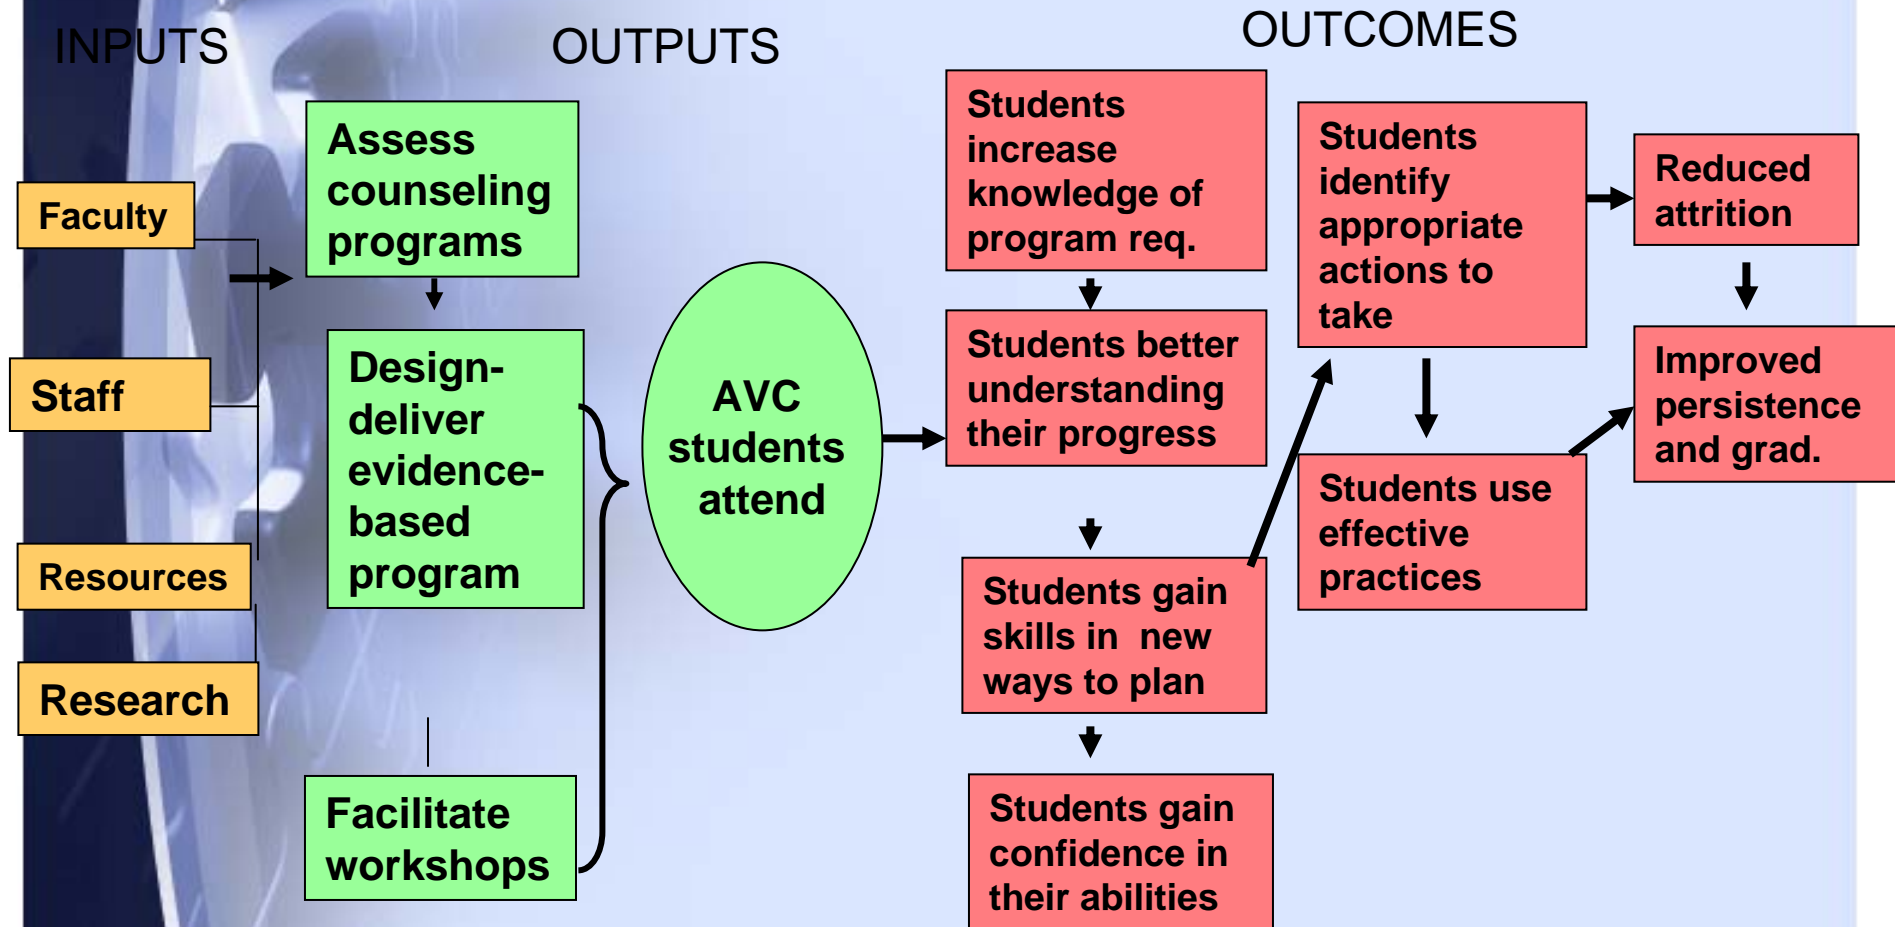 INPUTS
OUTPUTS
OUTCOMES
Faculty
Staff
Resources
Research
Assess
counseling
programs
Design-
deliver
evidence-
based
program
Facilitate
workshops
AVC
students
attend
Students
increase
knowledge of
program req.
Students better
understanding
their progress
Students gain
skills in new
ways to plan
Students gain
confidence in
their abilities
Students
identify
appropriate
actions to
take
Students use
effective
practices
Reduced
attrition
Improved
persistence
and grad.